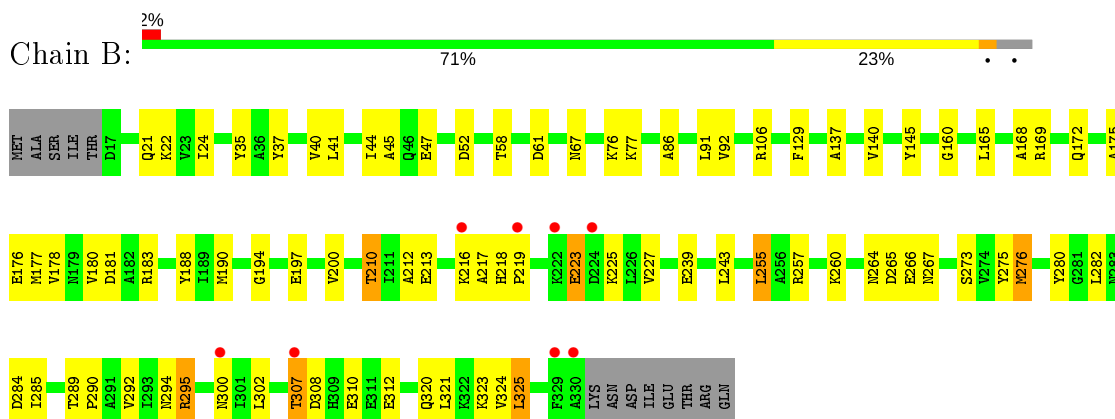 2%
Chain B:
71% 23% • •
MET ALA SER ILE THR D17 Q21 K22 V23 I24 Y35 A36 Y37 V40 L41 I44 A45 Q46 E47 D52 T58 D61 N67 K76 K77 A86 L91 V92 R106 F129 A137 V140 Y145 G160 L165 A168 R169 Q172 A175
E176 M177 V178 N179 V180 D181 A182 R183 Y188 I189 M190 G194 E197 V200 T210 I211 A212 E213 K216 A217 H218 P219 K222 E223 D224 K225 L226 V227 E239 L243 L255 A256 R257 K260 N264 D265 E266 N267 S273 V274 Y275 M276 Y280 G281 L282 N283
D284 I285 T289 P290 A291 V292 I293 N294 R295 N300 I301 L302 T307 D308 H309 E310 E311 E312 Q320 L321 K322 K323 V324 L325 F329 A330 LYS ASN ASP ILE GLU THR ARG GLN